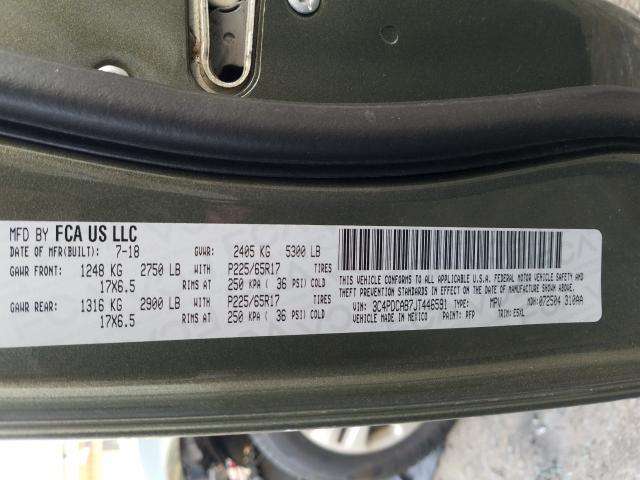 MFD BY FCA US LLC
DATE OF MFR(BUILT): 7-18 GVWR: 2405 KG 5300 LB
GAWR FRONT: 1248 KG 2750 LB WITH P225/65R17 TIRES
17X6.5 RIMS AT 250 KPA ( 36 PSI) COLD
GAWR REAR: 1316 KG 2900 LB WITH P225/65R17 TIRES
17X6.5 RIMS AT 250 KPA ( 36 PSI) COLD
THIS VEHICLE CONFORMS TO ALL APPLICABLE U.S.A. FEDERAL MOTOR VEHICLE SAFETY AND
THEFT PREVENTION STANDARDS IN EFFECT ON THE DATE OF MANUFACTURE SHOWN ABOVE.
VIN: 3C4PDCAB7JT446591 TYPE: MPV MDH: 072504 910AA
VEHICLE MADE IN MEXICO PAINT: PFP TRIM: E5XL